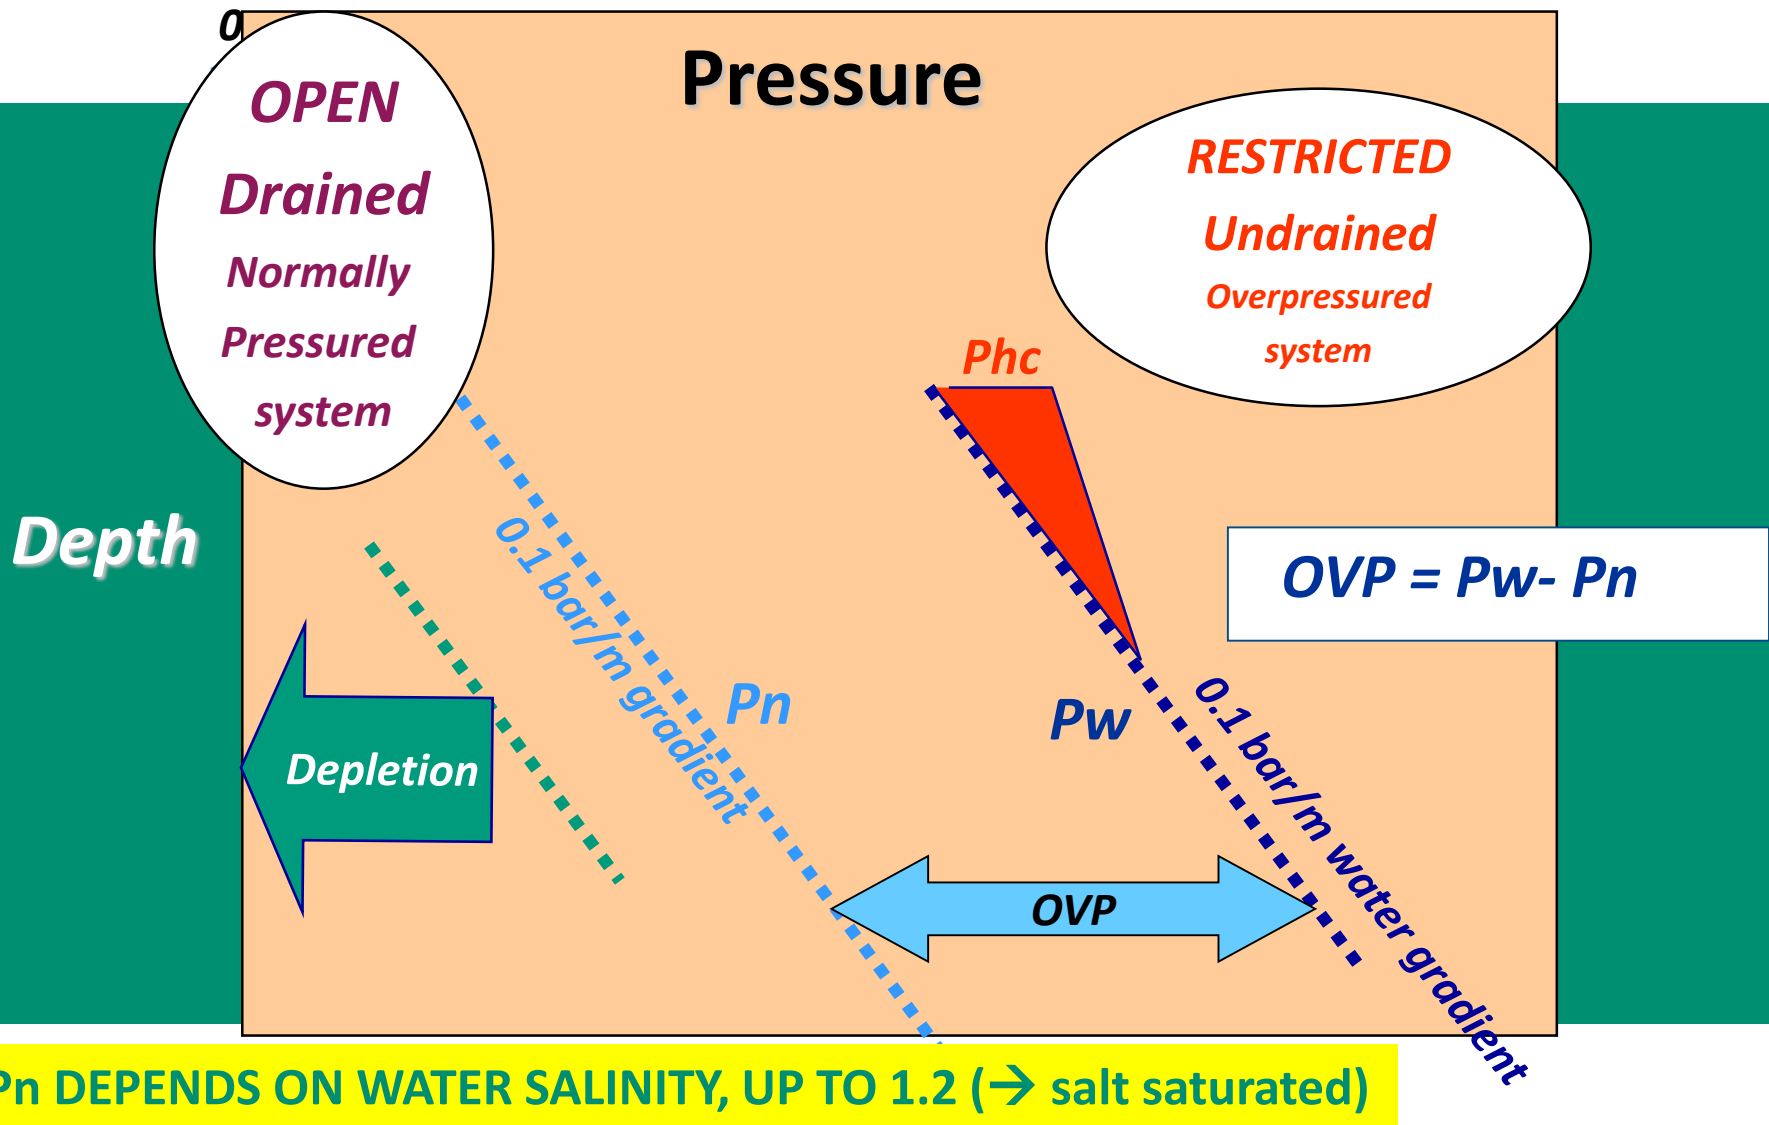 0
Pressure
OPEN
Drained
Normally
Pressured
system
RESTRICTED
Undrained
Overpressured
system
Phc
Depth
0.1 bar/m gradient
OVP = Pw- Pn
Pn
Pw
0.1 bar/m water gradient
Depletion
OVP
Pn DEPENDS ON WATER SALINITY, UP TO 1.2 (→ salt saturated)